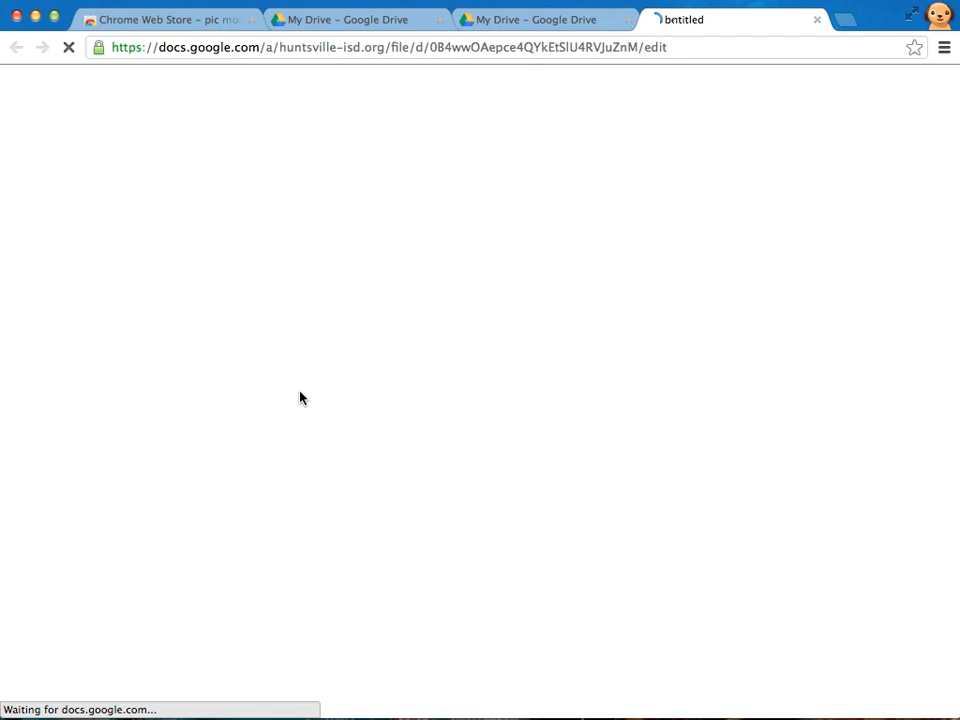 Chrome Web Store – pic mo
My Drive – Google Drive
My Drive – Google Drive
bntitled
https://docs.google.com/a/huntsville-isd.org/file/d/0B4wwOAepce4QYkEtSlU4RVJuZnM/edit
Waiting for docs.google.com...